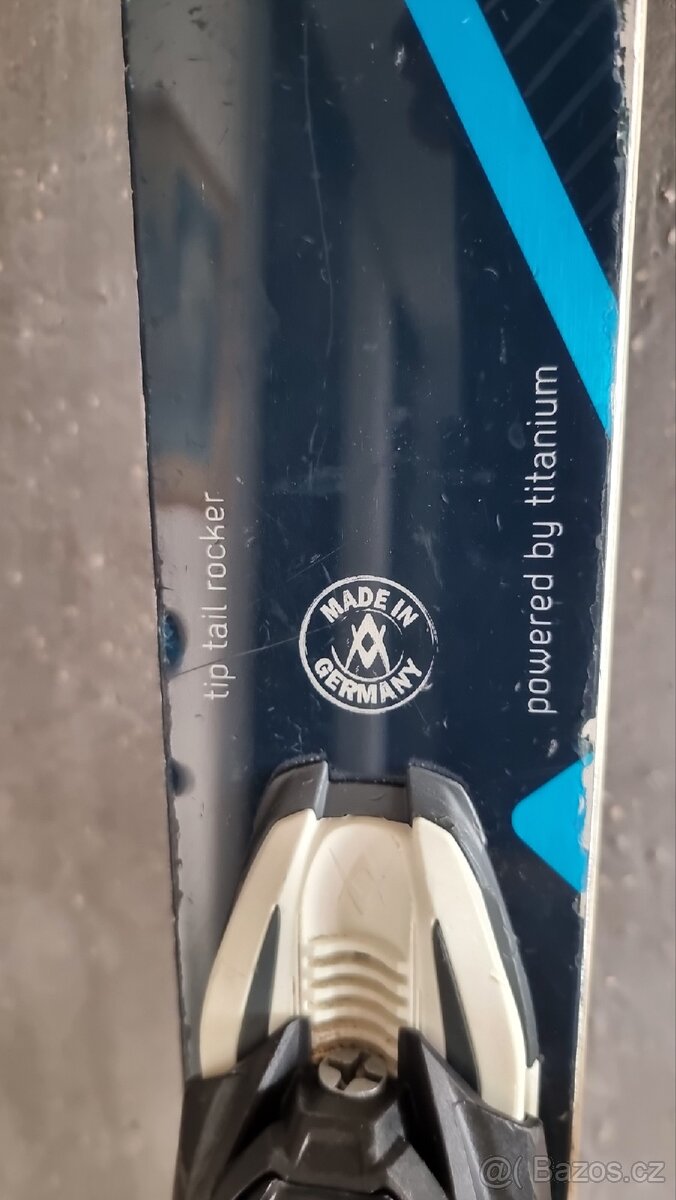 tip tail rocker
powered by titanium
MADE IN
GERMANY
@( Bazos.cz